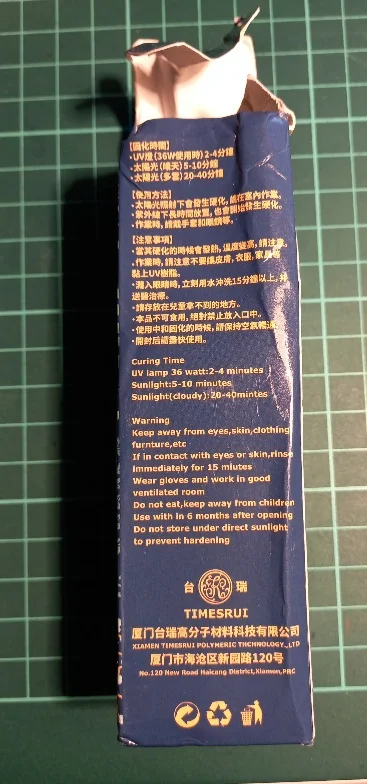 【固化時間】
·UV燈(36W使用時)2-4分鐘
·太陽光(晴天)5-10分鐘
·太陽光(多雲)20-40分鐘
【使用方法】
·太陽光照射下會發生硬化,請在室內作業。
·紫外線下長時間放置,也會開始發生硬化。
·作業時,請戴手套和眼鏡等。
【注意事項】
·當其硬化的時候會發熱,溫度變高,請注意。
·作業時,請注意不要讓皮膚,衣服,家具等
黏上UV樹脂。
·濺入眼睛時,立刻用水沖洗15分鐘以上,并
送醫治療。
·請存放在兒童拿不到的地方。
·本品不可食用,絕對禁止放入口中。
·使用中和固化的時候,請保持空氣暢通。
·開封后請盡快使用。
Curing Time
UV lamp 36 watt:2-4 minutes
Sunlight:5-10 minutes
Sunlight(cloudy):20-40mintes
Warning
Keep away from eyes,skin,clothing
furnture,etc
If in contact with eyes or skin,rinse
Immediately for 15 miutes
Wear gloves and work in good
ventilated room
Do not eat,keep away from children
Use with in 6 months after opening
Do not store under direct sunlight
to prevent hardening
台 瑞
TIMESRUI
厦门台瑞高分子材料科技有限公司
XIAMEN TIMESRUI POLYMERIC THCHNOLOGY.,LTD
厦门市海沧区新园路120号
No.120 New Road Haicang District,Xiamen,PRC